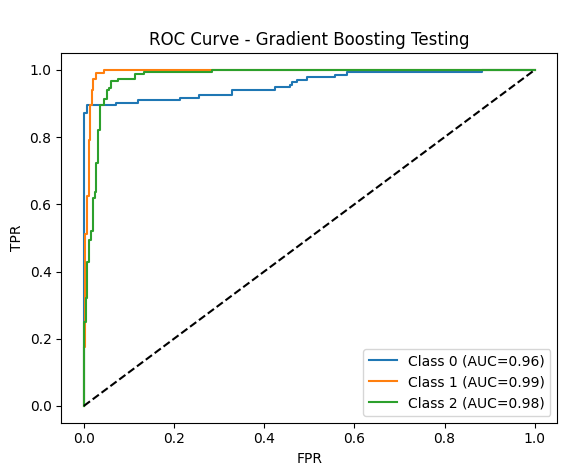 ROC Curve - Gradient Boosting Testing
TPR
1.0
0.8
0.6
0.4
0.2
0.0
0.0 0.2 0.4 0.6 0.8 1.0
FPR
Class 0 (AUC=0.96)
Class 1 (AUC=0.99)
Class 2 (AUC=0.98)